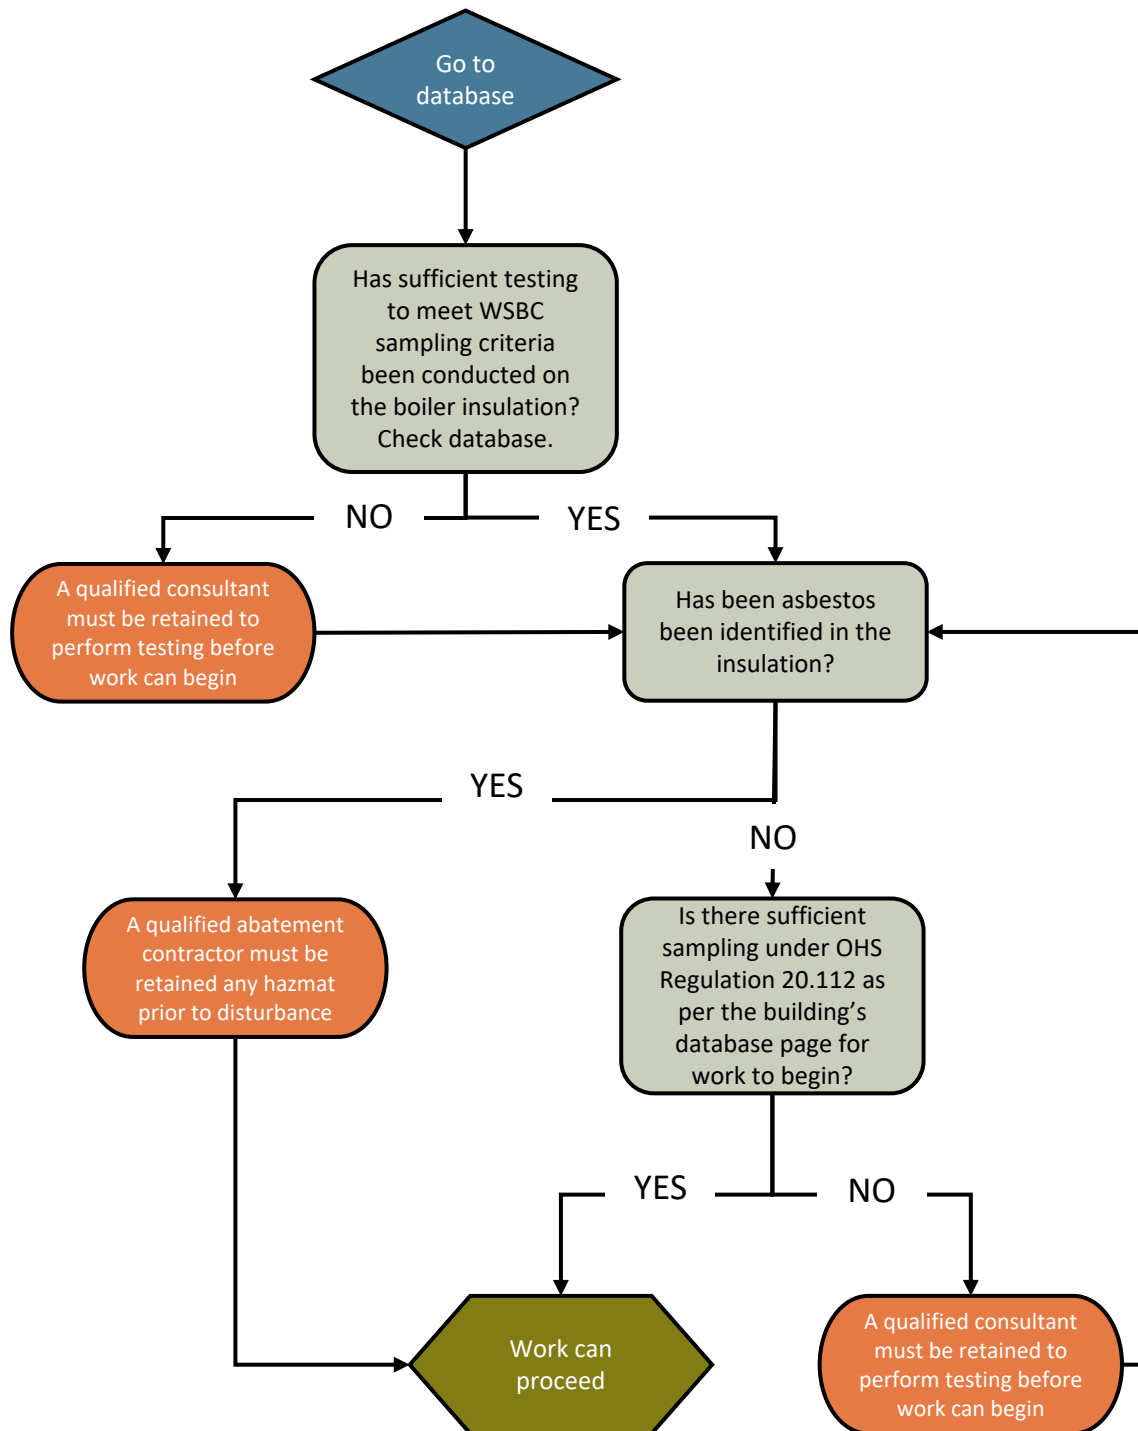 Go to
database
Has sufficient testing
to meet WSBC
sampling criteria
been conducted on
the boiler insulation?
Check database.
NO
YES
A qualified consultant
must be retained to
perform testing before
work can begin
Has been asbestos
been identified in the
insulation?
YES
NO
A qualified abatement
contractor must be
retained any hazmat
prior to disturbance
Is there sufficient
sampling under OHS
Regulation 20.112 as
per the building’s
database page for
work to begin?
YES
NO
Work can
proceed
A qualified consultant
must be retained to
perform testing before
work can begin